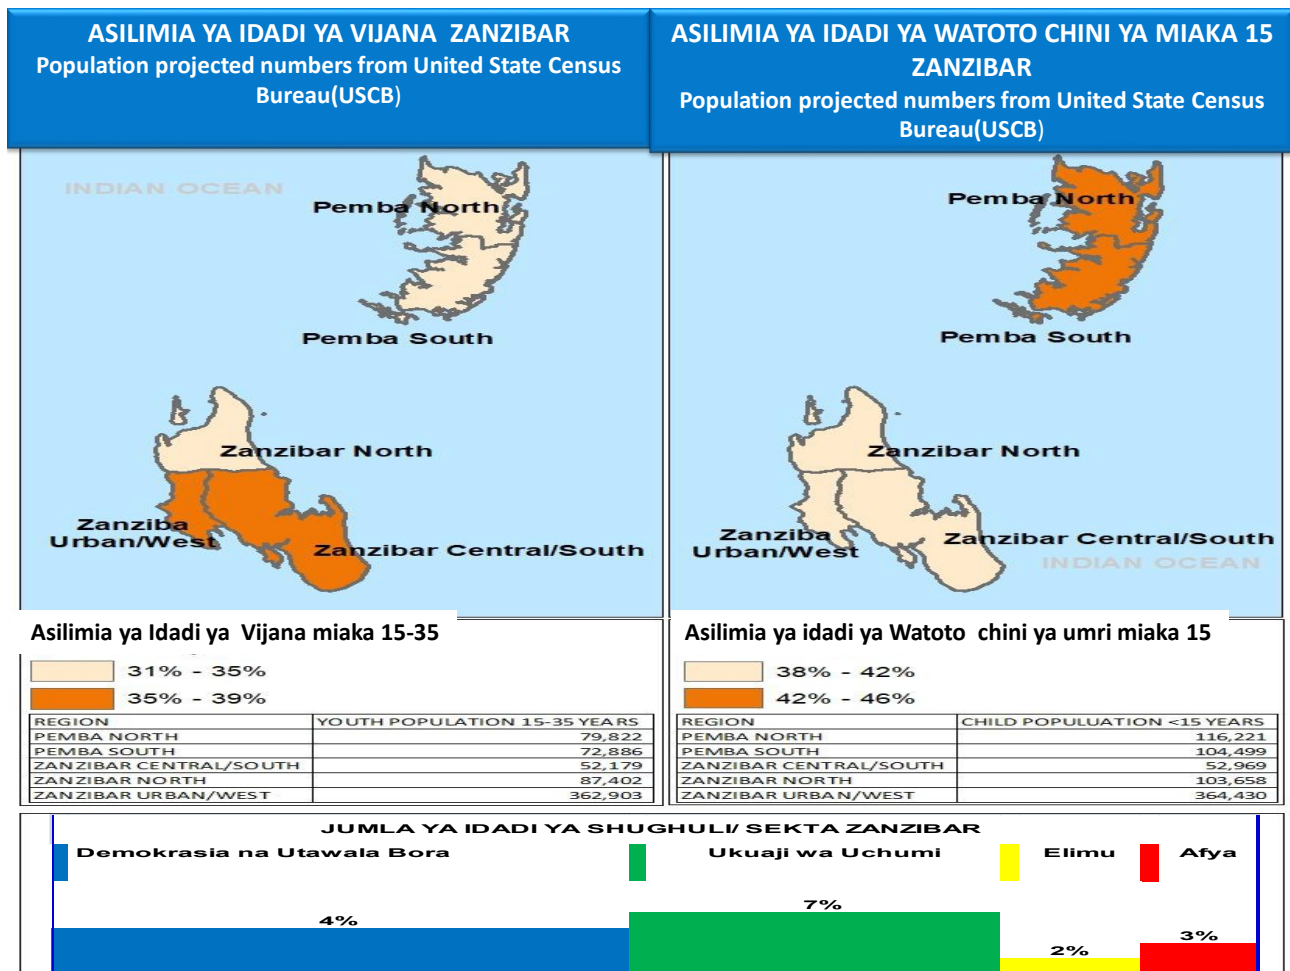 ASILIMIA YA IDADI YA VIJANA ZANZIBAR
Population projected numbers from United State Census
Bureau(USCB)
ASILIMIA YA IDADI YA WATOTO CHINI YA MIAKA 15
ZANZIBAR
Population projected numbers from United State Census
Bureau(USCB)
INDIAN OCEAN
Pemba North
Pemba South
Zanzibar North
Zanziba
Urban/West
Zanzibar Central/South
Pemba North
Pemba South
Zanzibar North
Zanziba
Urban/West
Zanzibar Central/South
INDIAN OCEAN
Asilimia ya Idadi ya Vijana miaka 15-35
31% - 35%
35% - 39%
REGION YOUTH POPULATION 15-35 YEARS
PEMBA NORTH 79,822
PEMBA SOUTH 72,886
ZANZIBAR CENTRAL/SOUTH 52,179
ZANZIBAR NORTH 87,402
ZANZIBAR URBAN/WEST 362,903
Asilimia ya idadi ya Watoto chini ya umri miaka 15
38% - 42%
42% - 46%
REGION CHILD POPULUATION <15 YEARS
PEMBA NORTH 116,221
PEMBA SOUTH 104,499
ZANZIBAR CENTRAL/SOUTH 52,969
ZANZIBAR NORTH 103,658
ZANZIBAR URBAN/WEST 364,430
JUMLA YA IDADI YA SHUGHULI/ SEKTA ZANZIBAR
Demokrasia na Utawala Bora Ukuaji wa Uchumi Elimu Afya
4% 7% 2% 3%